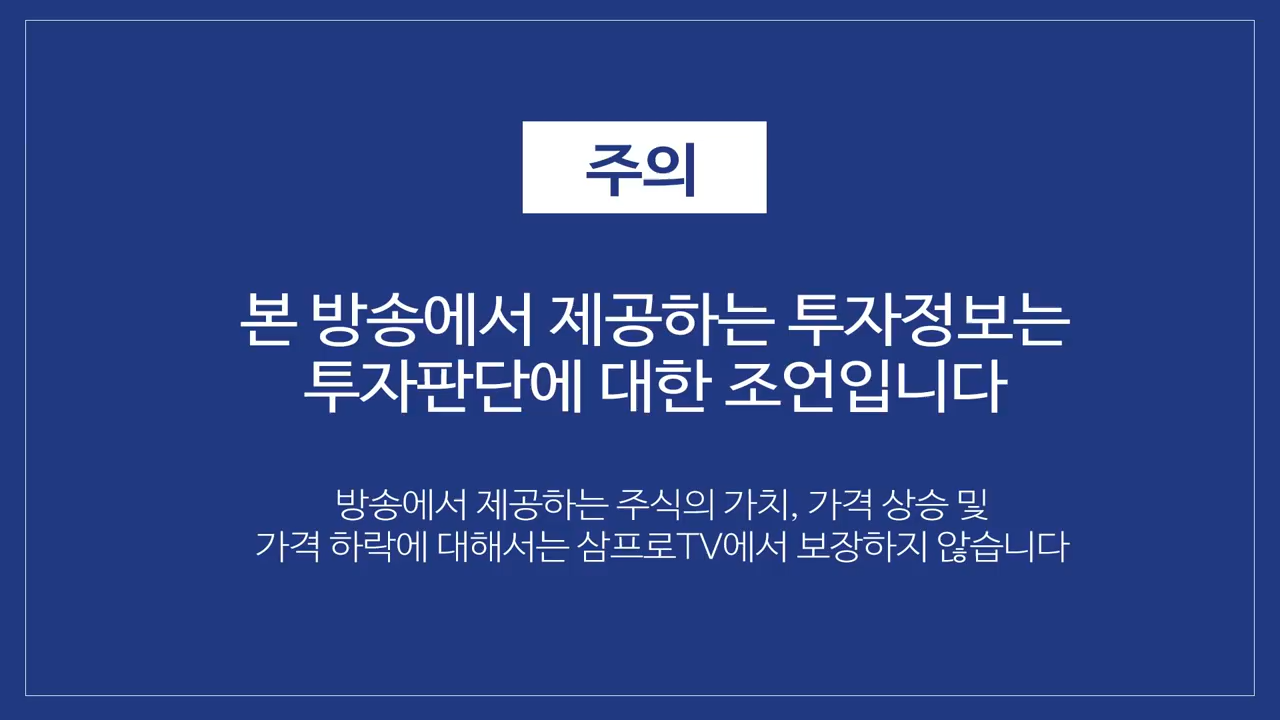 주의
본 방송에서 제공하는 투자정보는
투자판단에 대한 조언입니다
방송에서 제공하는 주식의 가치, 가격 상승 및
가격 하락에 대해서는 삼프로TV에서 보장하지 않습니다